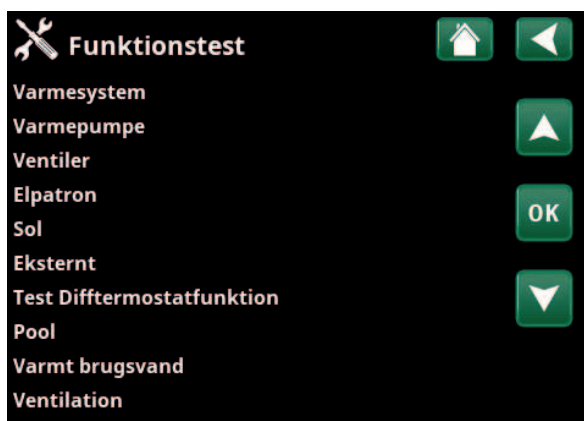 Funktionstest
Varmesystem
Varmepumpe
Ventiler
Elpatron
OK
Sol
Eksternt
Test Difftermostatfunktion
Pool
Varmt brugsvand
Ventilation